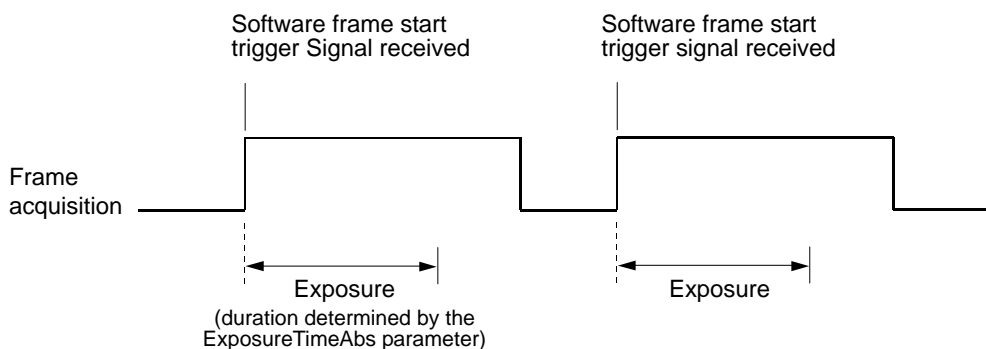 Software frame start
trigger Signal received
Software frame start
trigger signal received
Frame
acquisition
Exposure
(duration determined by the
ExposureTimeAbs parameter)
Exposure